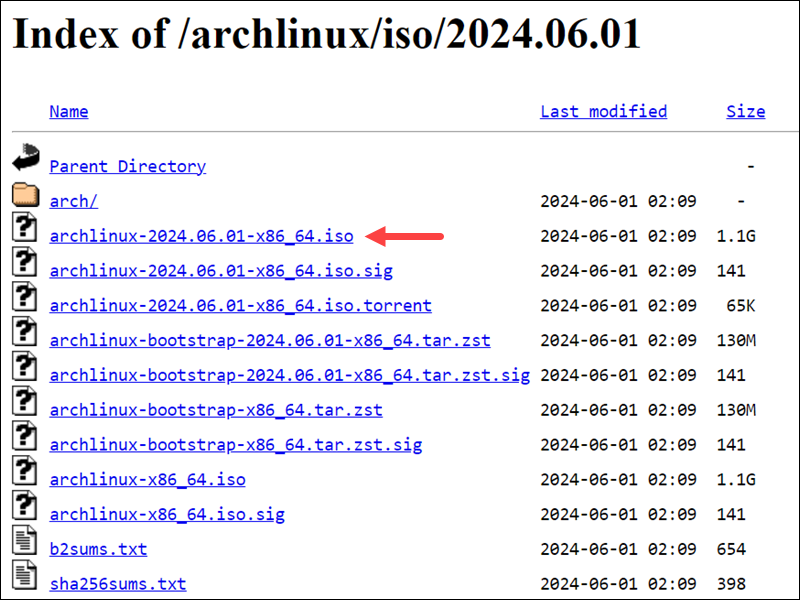 Index of /archlinux/iso/2024.06.01
Name Last modified Size
Parent Directory -
arch/ 2024-06-01 02:09 -
archlinux-2024.06.01-x86_64.iso 2024-06-01 02:09 1.1G
archlinux-2024.06.01-x86_64.iso.sig 2024-06-01 02:09 141
archlinux-2024.06.01-x86_64.iso.torrent 2024-06-01 02:09 65K
archlinux-bootstrap-2024.06.01-x86_64.tar.zst 2024-06-01 02:09 130M
archlinux-bootstrap-2024.06.01-x86_64.tar.zst.sig 2024-06-01 02:09 141
archlinux-bootstrap-x86_64.tar.zst 2024-06-01 02:09 130M
archlinux-bootstrap-x86_64.tar.zst.sig 2024-06-01 02:09 141
archlinux-x86_64.iso 2024-06-01 02:09 1.1G
archlinux-x86_64.iso.sig 2024-06-01 02:09 141
b2sums.txt 2024-06-01 02:09 654
sha256sums.txt 2024-06-01 02:09 398